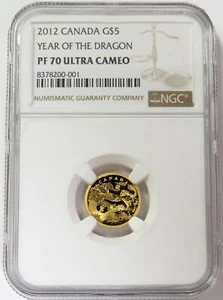 2012 CANADA G$5
YEAR OF THE DRAGON
PF 70 ULTRA CAMEO
8378200-001
NUMISMATIC GUARANTY COMPANY
NGC
CANADA